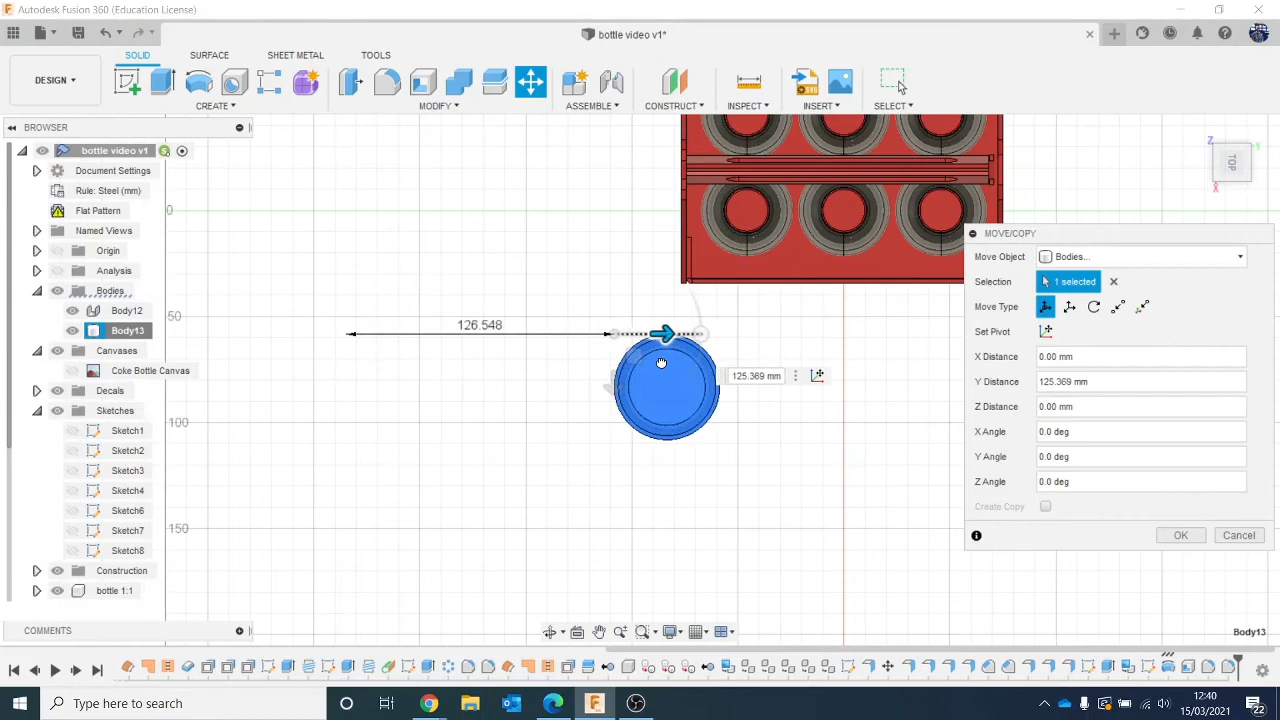 Autodesk Fusion 360 (Education License)
bottle video v1*
SOLID
SURFACE
SHEET METAL
TOOLS
DESIGN
CREATE
MODIFY
ASSEMBLE
CONSTRUCT
INSPECT
INSERT
SELECT
BROWSER
bottle video v1
Document Settings
Rule: Steel (mm)
Flat Pattern
Named Views
Origin
Analysis
Bodies
Body12
Body13
Canvases
Coke Bottle Canvas
Decals
Sketches
Sketch1
Sketch2
Sketch3
Sketch4
Sketch6
Sketch7
Sketch8
Construction
bottle 1:1
COMMENTS
0
50
100
150
126.548
125.369 mm
TOP
Z
Y
X
MOVE/COPY
Move Object
Bodies...
Selection
1 selected
Move Type
Set Pivot
X Distance
0.00 mm
Y Distance
125.369 mm
Z Distance
0.00 mm
X Angle
0.0 deg
Y Angle
0.0 deg
Z Angle
0.0 deg
Create Copy
OK
Cancel
Body13
Type here to search
12:40
15/03/2021
22